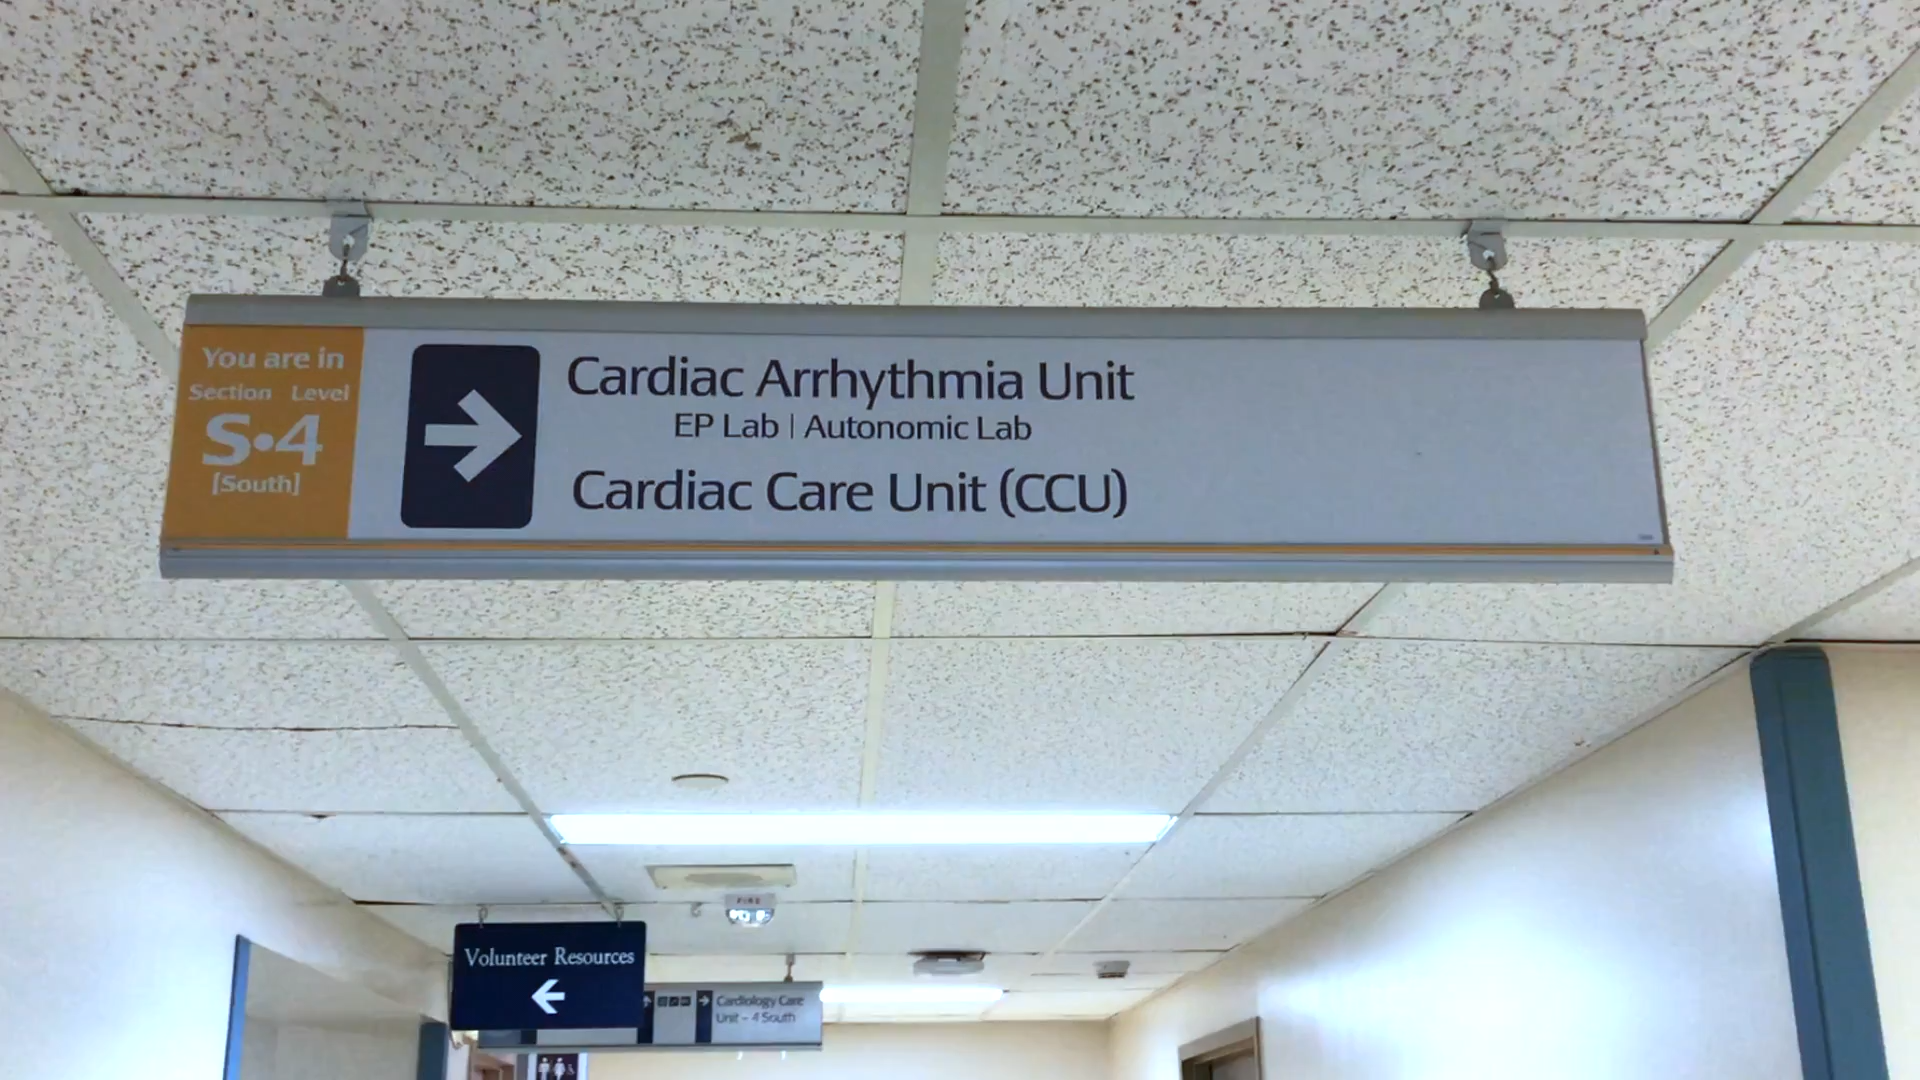 You are in
Section Level
S•4
[South]
Cardiac Arrhythmia Unit
EP Lab | Autonomic Lab
Cardiac Care Unit (CCU)
FIRE
Volunteer Resources
Cardiology Care
Unit – 4 South